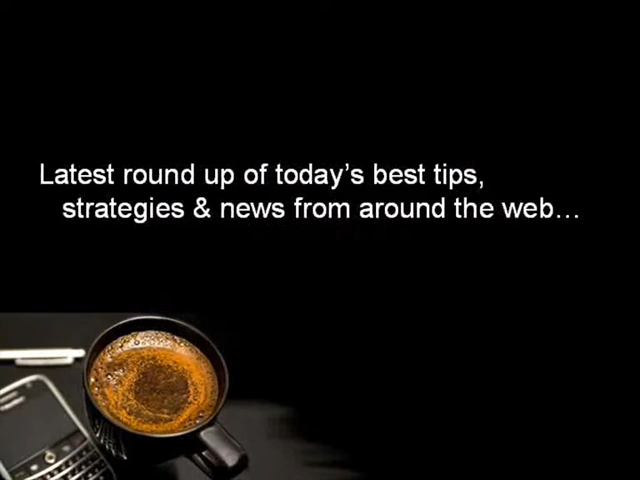 Latest round up of today’s best tips,
strategies & news from around the web…